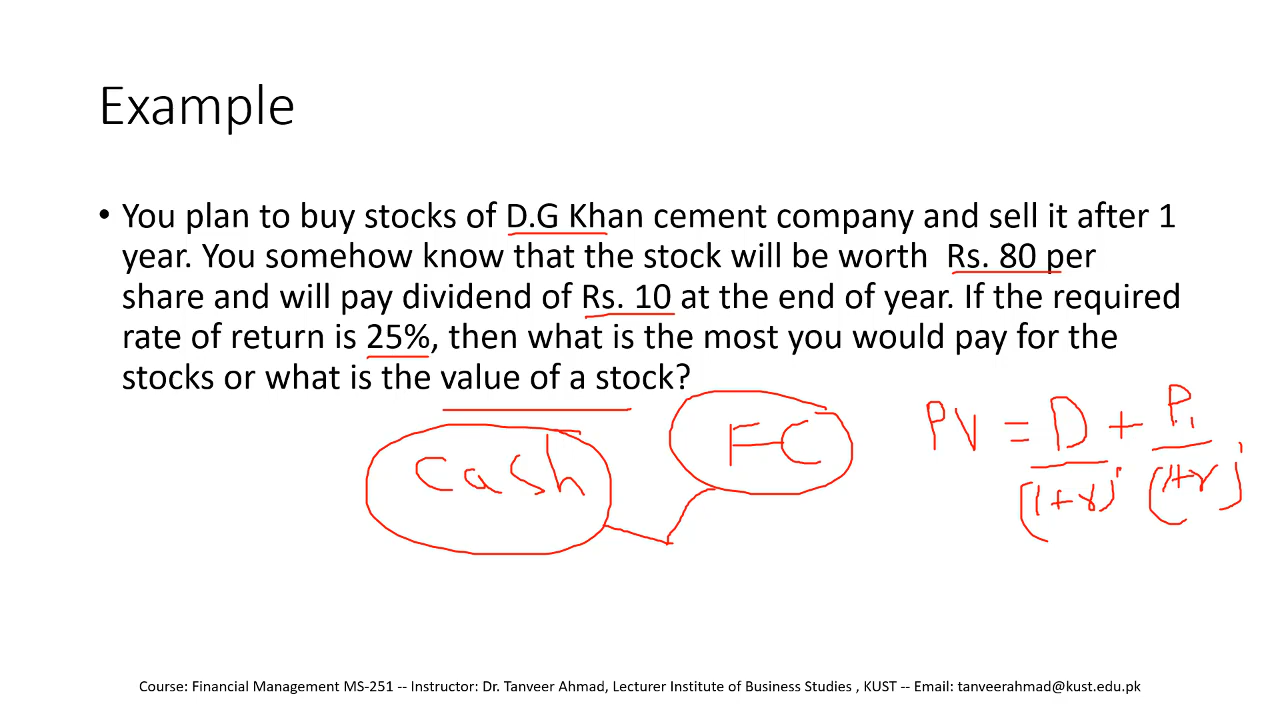 Example
• You plan to buy stocks of D.G Khan cement company and sell it after 1
year. You somehow know that the stock will be worth Rs. 80 per
share and will pay dividend of Rs. 10 at the end of year. If the required
rate of return is 25%, then what is the most you would pay for the
stocks or what is the value of a stock?
Cash
FC
PV = D/(1+r)¹ + P₁/(1+r)¹
Course: Financial Management MS-251 -- Instructor: Dr. Tanveer Ahmad, Lecturer Institute of Business Studies , KUST -- Email: tanveerahmad@kust.edu.pk